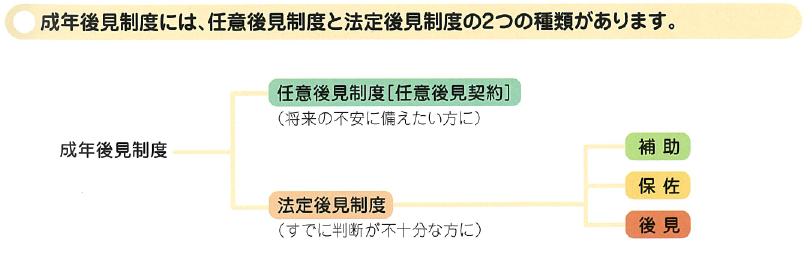 成年後見制度には、任意後見制度と法定後見制度の2つの種類があります。
任意後見制度[任意後見契約]
(将来の不安に備えたい方に)
成年後見制度
法定後見制度
(すでに判断が不十分な方に)
補助
保佐
後見